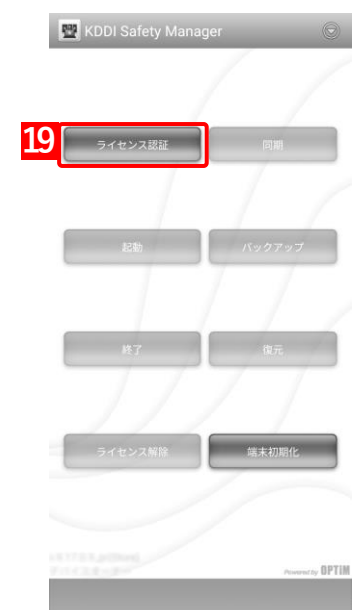 KDDI Safety Manager
19
ライセンス認証
同期
起動
バックアップ
終了
復元
ライセンス解除
端末初期化
Powered by OPTiM